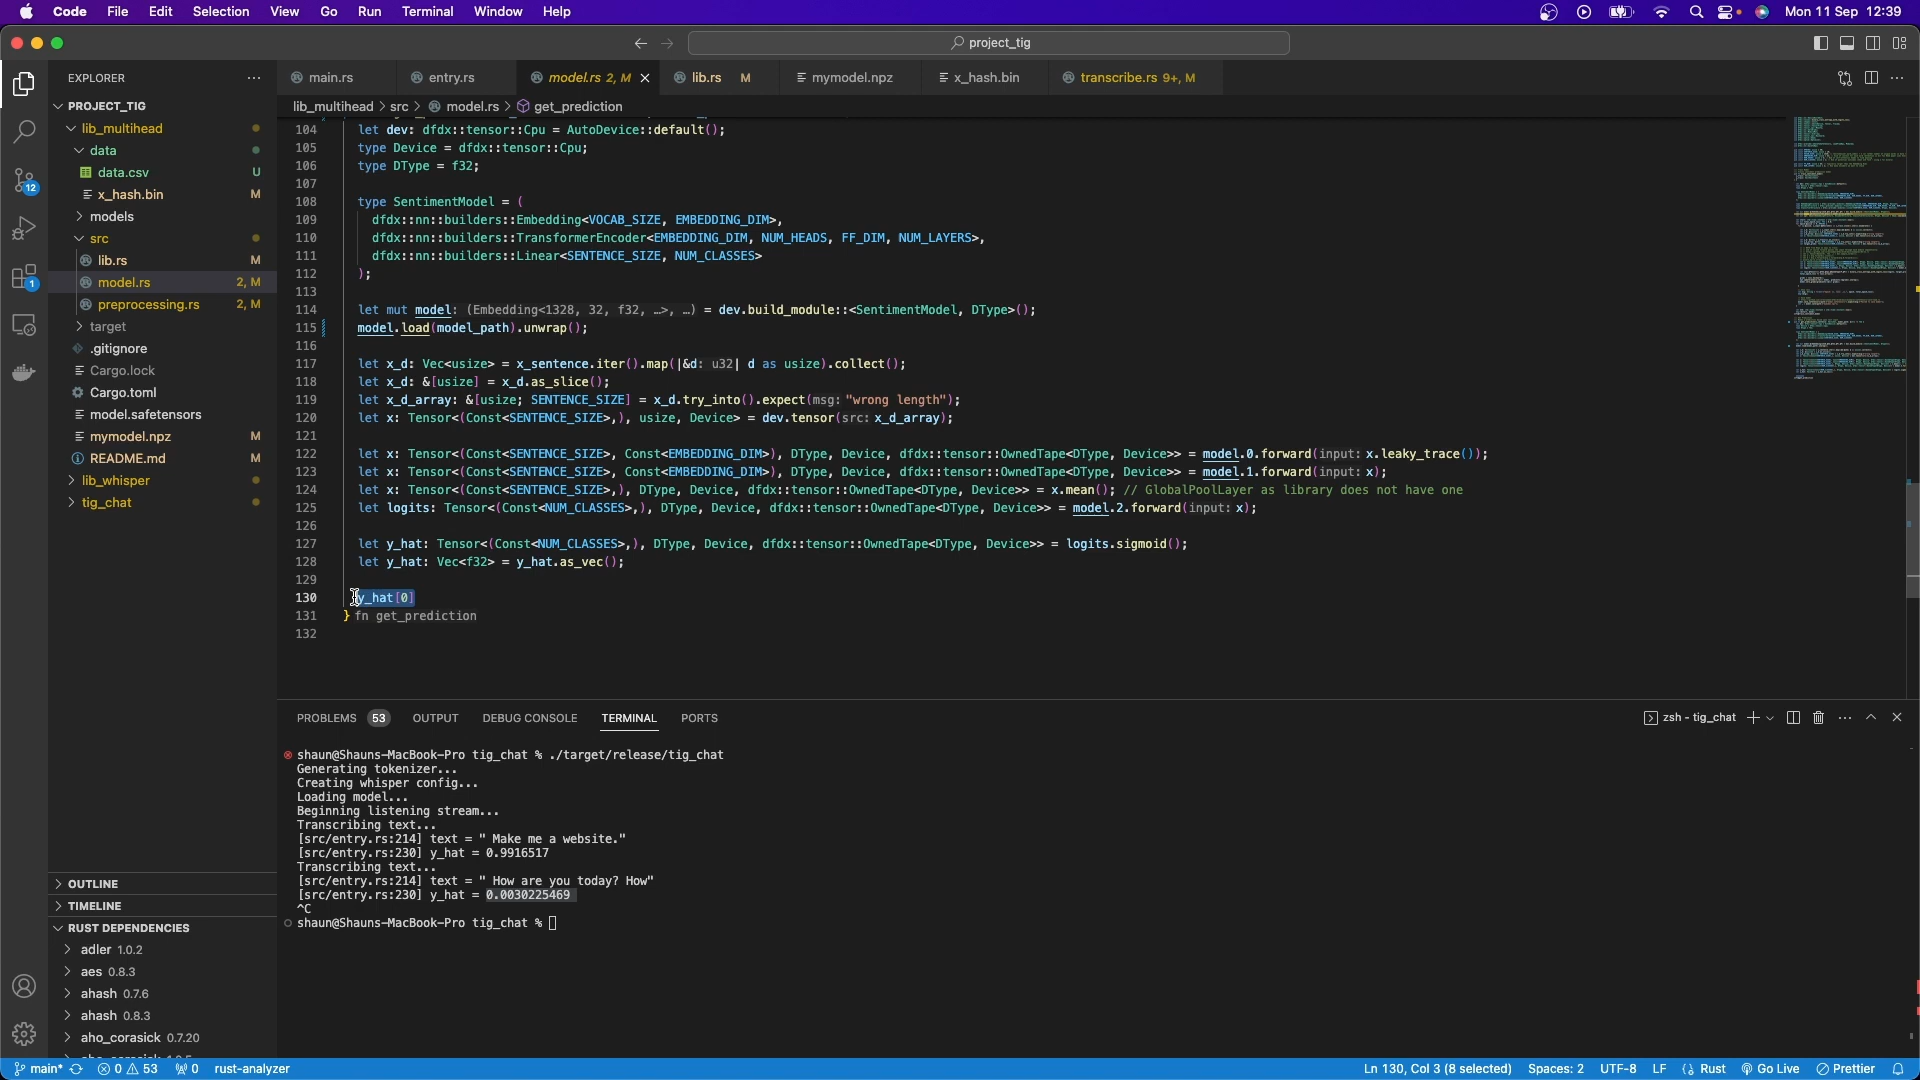 Code File Edit Selection View Go Run Terminal Window Help Mon 11 Sep 12:39
project_tig
EXPLORER
main.rs entry.rs model.rs 2, M lib.rs M mymodel.npz x_hash.bin transcribe.rs 9+, M
PROJECT_TIG
lib_multihead > src > model.rs > get_prediction
lib_multihead
data
data.csv U
x_hash.bin M
models
src
lib.rs M
model.rs 2, M
preprocessing.rs 2, M
target
.gitignore
Cargo.lock
Cargo.toml
model.safetensors
mymodel.npz M
README.md M
lib_whisper
tig_chat
12
1
104 let dev: dfdx::tensor::Cpu = AutoDevice::default();
105 type Device = dfdx::tensor::Cpu;
106 type DType = f32;
107
108 type SentimentModel = (
109 dfdx::nn::builders::Embedding<VOCAB_SIZE, EMBEDDING_DIM>,
110 dfdx::nn::builders::TransformerEncoder<EMBEDDING_DIM, NUM_HEADS, FF_DIM, NUM_LAYERS>,
111 dfdx::nn::builders::Linear<SENTENCE_SIZE, NUM_CLASSES>
112 );
113
114 let mut model: (Embedding<1328, 32, f32, …>, …) = dev.build_module::<SentimentModel, DType>();
115 model.load(model_path).unwrap();
116
117 let x_d: Vec<usize> = x_sentence.iter().map(|&d: u32| d as usize).collect();
118 let x_d: &[usize] = x_d.as_slice();
119 let x_d_array: &[usize; SENTENCE_SIZE] = x_d.try_into().expect(msg: "wrong length");
120 let x: Tensor<(Const<SENTENCE_SIZE>,), usize, Device> = dev.tensor(src: x_d_array);
121
122 let x: Tensor<(Const<SENTENCE_SIZE>, Const<EMBEDDING_DIM>), DType, Device, dfdx::tensor::OwnedTape<DType, Device>> = model.0.forward(input: x.leaky_trace());
123 let x: Tensor<(Const<SENTENCE_SIZE>, Const<EMBEDDING_DIM>), DType, Device, dfdx::tensor::OwnedTape<DType, Device>> = model.1.forward(input: x);
124 let x: Tensor<(Const<SENTENCE_SIZE>,), DType, Device, dfdx::tensor::OwnedTape<DType, Device>> = x.mean(); // GlobalPoolLayer as library does not have one
125 let logits: Tensor<(Const<NUM_CLASSES>,), DType, Device, dfdx::tensor::OwnedTape<DType, Device>> = model.2.forward(input: x);
126
127 let y_hat: Tensor<(Const<NUM_CLASSES>,), DType, Device, dfdx::tensor::OwnedTape<DType, Device>> = logits.sigmoid();
128 let y_hat: Vec<f32> = y_hat.as_vec();
129
130 y_hat[0]
131 } fn get_prediction
132
PROBLEMS 53 OUTPUT DEBUG CONSOLE TERMINAL PORTS zsh - tig_chat
shaun@Shauns-MacBook-Pro tig_chat % ./target/release/tig_chat
Generating tokenizer...
Creating whisper config...
Loading model...
Beginning listening stream...
Transcribing text...
[src/entry.rs:214] text = " Make me a website."
[src/entry.rs:230] y_hat = 0.9916517
Transcribing text...
[src/entry.rs:214] text = " How are you today? How"
[src/entry.rs:230] y_hat = 0.0030225469
^C
shaun@Shauns-MacBook-Pro tig_chat %
OUTLINE
TIMELINE
RUST DEPENDENCIES
adler 1.0.2
aes 0.8.3
ahash 0.7.6
ahash 0.8.3
aho_corasick 0.7.20
main* 0 53 0 rust-analyzer Ln 130, Col 3 (8 selected) Spaces: 2 UTF-8 LF Rust Go Live Prettier